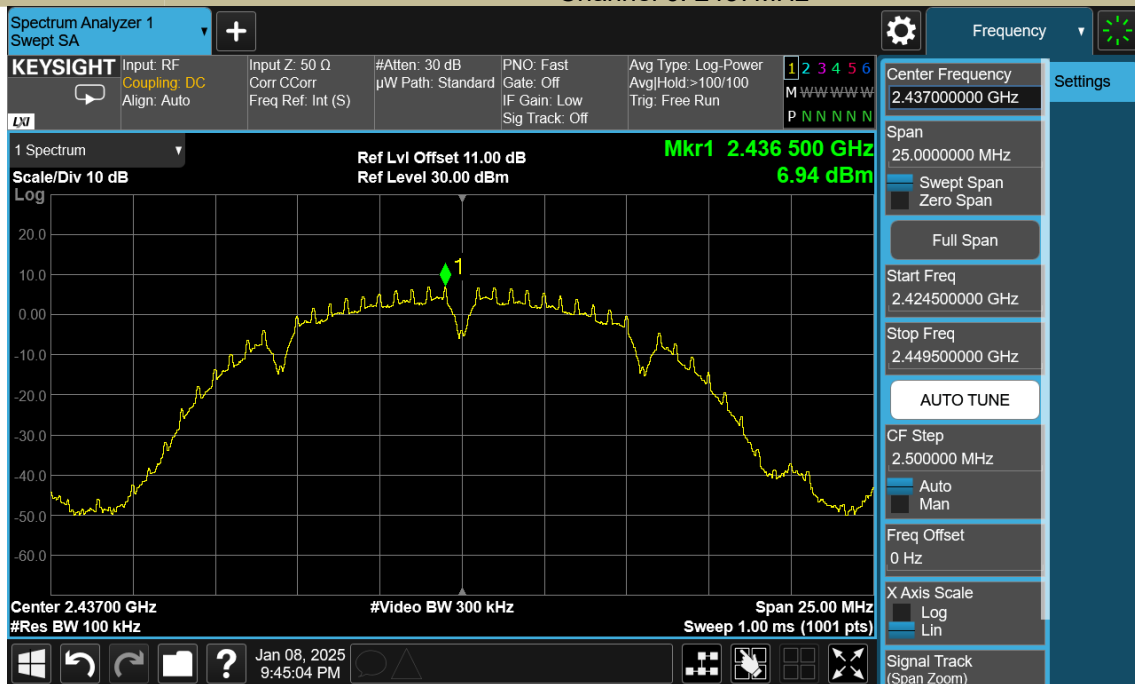 Spectrum Analyzer 1
Swept SA
Frequency
KEYSIGHT
LXI
Input: RF
Coupling: DC
Align: Auto
Input Z: 50 Ω
Corr CCorr
Freq Ref: Int (S)
#Atten: 30 dB
µW Path: Standard
PNO: Fast
Gate: Off
IF Gain: Low
Sig Track: Off
Avg Type: Log-Power
Avg|Hold:>100/100
Trig: Free Run
1 2 3 4 5 6
M W W W W W
P N N N N N
1 Spectrum
Scale/Div 10 dB
Log
Ref Lvl Offset 11.00 dB
Ref Level 30.00 dBm
Mkr1 2.436 500 GHz
6.94 dBm
20.0
10.0
0.00
-10.0
-20.0
-30.0
-40.0
-50.0
-60.0
1
Center 2.43700 GHz
#Res BW 100 kHz
#Video BW 300 kHz
Span 25.00 MHz
Sweep 1.00 ms (1001 pts)
?
Jan 08, 2025
9:45:04 PM
Center Frequency
2.437000000 GHz
Span
25.0000000 MHz
Swept Span
Zero Span
Full Span
Start Freq
2.424500000 GHz
Stop Freq
2.449500000 GHz
AUTO TUNE
CF Step
2.500000 MHz
Auto
Man
Freq Offset
0 Hz
X Axis Scale
Log
Lin
Signal Track
(Span Zoom)
Settings